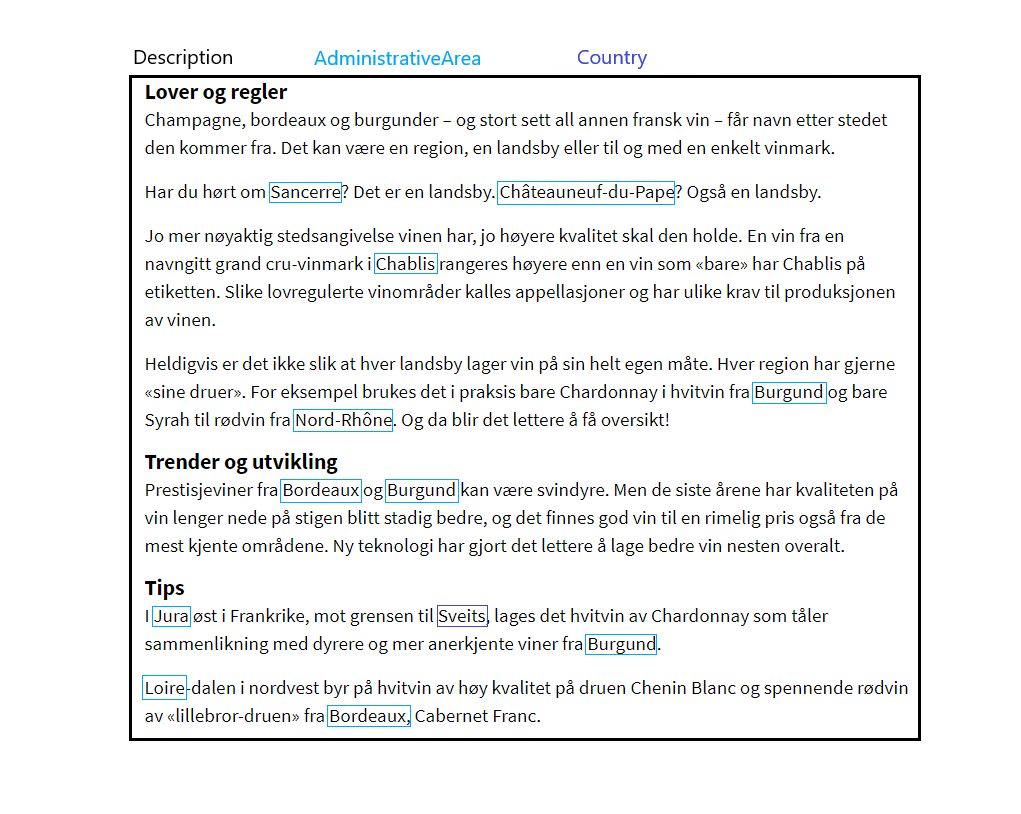 Description AdministrativeArea Country
Lover og regler
Champagne, bordeaux og burgunder – og stort sett all annen fransk vin – får navn etter stedet
den kommer fra. Det kan være en region, en landsby eller til og med en enkelt vinmark.
Har du hørt om Sancerre? Det er en landsby. Châteauneuf-du-Pape? Også en landsby.
Jo mer nøyaktig stedsangivelse vinen har, jo høyere kvalitet skal den holde. En vin fra en
navngitt grand cru-vinmark i Chablis rangeres høyere enn en vin som «bare» har Chablis på
etiketten. Slike lovregulerte vinområder kalles appellasjoner og har ulike krav til produksjonen
av vinen.
Heldigvis er det ikke slik at hver landsby lager vin på sin helt egen måte. Hver region har gjerne
«sine druer». For eksempel brukes det i praksis bare Chardonnay i hvitvin fra Burgund og bare
Syrah til rødvin fra Nord-Rhône. Og da blir det lettere å få oversikt!
Trender og utvikling
Prestisjeviner fra Bordeaux og Burgund kan være svindyre. Men de siste årene har kvaliteten på
vin lenger nede på stigen blitt stadig bedre, og det finnes god vin til en rimelig pris også fra de
mest kjente områdene. Ny teknologi har gjort det lettere å lage bedre vin nesten overalt.
Tips
I Jura øst i Frankrike, mot grensen til Sveits, lages det hvitvin av Chardonnay som tåler
sammenlikning med dyrere og mer anerkjente viner fra Burgund.
Loire-dalen i nordvest byr på hvitvin av høy kvalitet på druen Chenin Blanc og spennende rødvin
av «lillebror-druen» fra Bordeaux, Cabernet Franc.